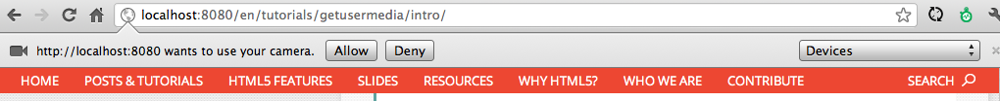 localhost:8080/en/tutorials/getusermedia/intro/
http://localhost:8080 wants to use your camera. Allow Deny Devices
HOME POSTS & TUTORIALS HTML5 FEATURES SLIDES RESOURCES WHY HTML5? WHO WE ARE CONTRIBUTE SEARCH